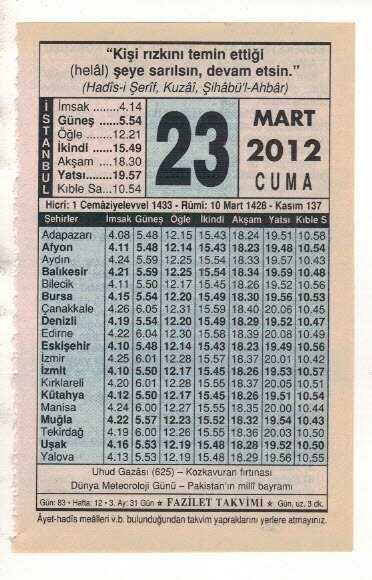 “Kişi rızkını temin ettiği
(helâl) şeye sarılsın, devam etsin.”
(Hadîs-i Şerîf, Kuzâî, Şihâbü'l-Ahbâr)
İSTANBUL
İmsak ........4.14
Güneş ......5.54
Öğle ........12.21
İkindi ......15.49
Akşam ....18.30
Yatsı........19.57
Kıble Sa...10.54
23
MART
2012
CUMA
Hicrî: 1 Cemâziyelevvel 1433 - Rûmî: 10 Mart 1428 - Kasım 137
Şehirler İmsak Güneş Öğle İkindi Akşam Yatsı Kıble S
Adapazarı 4.08 5.48 12.15 15.43 18.24 19.51 10.56
Afyon 4.11 5.48 12.14 15.43 18.23 19.48 10.54
Aydın 4.24 5.59 12.25 15.54 18.33 19.57 10.43
Balıkesir 4.21 5.59 12.25 15.54 18.34 19.59 10.48
Bilecik 4.11 5.50 12.17 15.45 18.26 19.52 10.56
Bursa 4.15 5.54 12.20 15.49 18.30 19.56 10.53
Çanakkale 4.26 6.05 12.31 15.59 18.40 20.06 10.45
Denizli 4.19 5.54 12.20 15.49 18.29 19.52 10.47
Edirne 4.22 6.04 12.30 15.58 18.39 20.08 10.49
Eskişehir 4.10 5.48 12.14 15.43 18.23 19.49 10.56
İzmir 4.25 6.01 12.28 15.57 18.37 20.01 10.42
İzmit 4.10 5.50 12.17 15.45 18.26 19.53 10.57
Kırklareli 4.20 6.01 12.28 15.55 18.37 20.05 10.51
Kütahya 4.12 5.50 12.17 15.45 18.26 19.51 10.54
Manisa 4.24 6.00 12.27 15.55 18.35 20.00 10.44
Muğla 4.22 5.57 12.23 15.52 18.32 19.54 10.43
Tekirdağ 4.19 6.00 12.26 15.55 18.36 20.03 10.50
Uşak 4.16 5.53 12.19 15.48 18.28 19.52 10.50
Yalova 4.13 5.53 12.19 15.48 18.29 19.56 10.55
Uhud Gazâsı (625) – Kozkavuran fırtınası
Dünya Meteoroloji Günü – Pakistan'ın millî bayramı
Gün: 83 • Hafta: 12 • 3. Ay: 31 Gün ★ FAZİLET TAKVİMİ ★ Gün. uz. 3 dk.
Âyet-hadîs meâlleri v.b. bulunduğundan takvim yapraklarını yerlere atmayınız.